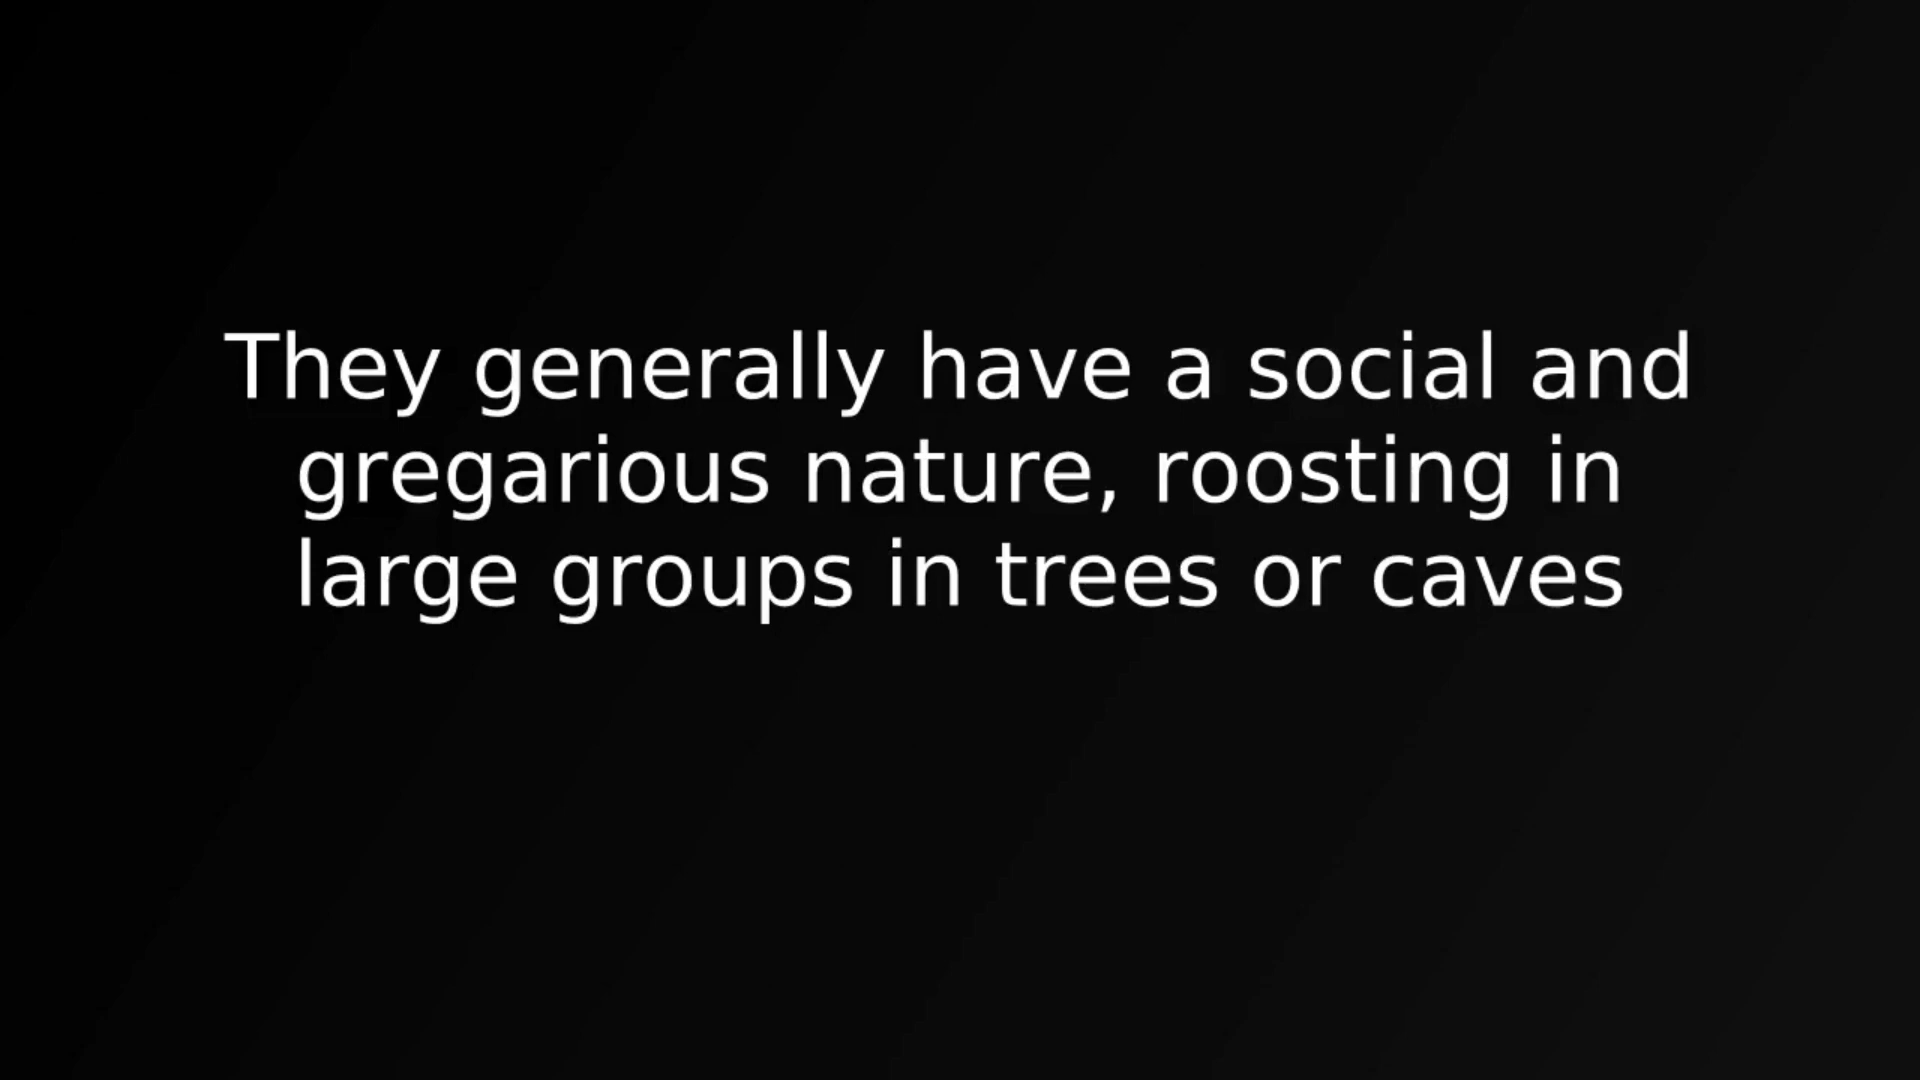 They generally have a social and
gregarious nature, roosting in
large groups in trees or caves